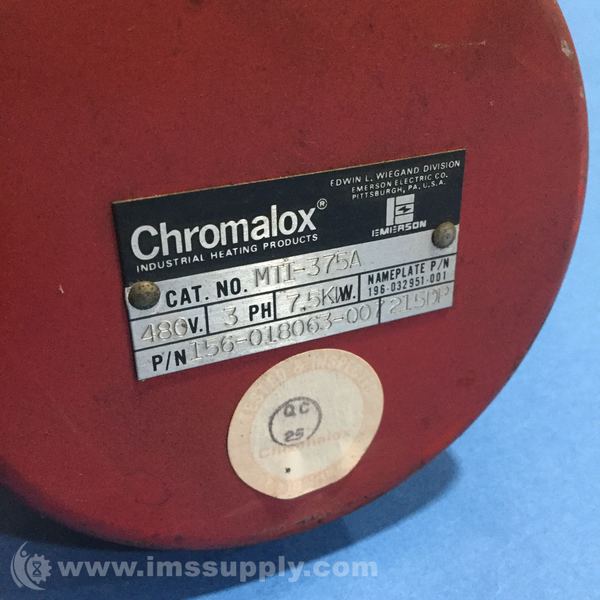 EDWIN L. WIEGAND DIVISION
EMERSON ELECTRIC CO.
PITTSBURGH, PA. U.S.A.
Chromalox®
INDUSTRIAL HEATING PRODUCTS
EMERSON
CAT. NO. MTI-375A
480V. 3 PH 7.5KW. NAMEPLATE P/N
196-032951-001
P/N 156-018063-007 215DP
QC
25
Chromalox
www.imssupply.com